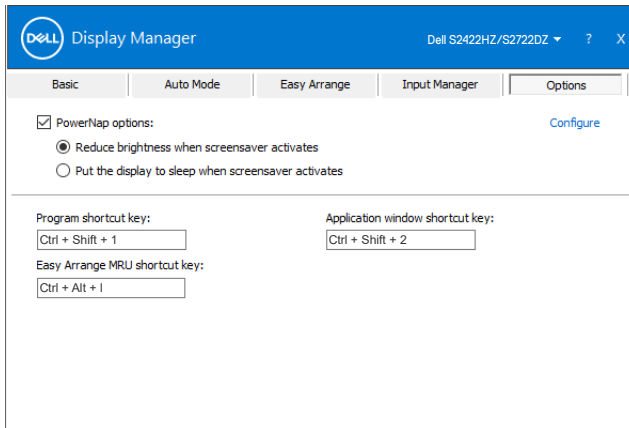 DELL Display Manager Dell S2422HZ/S2722DZ ? X
Basic Auto Mode Easy Arrange Input Manager Options
PowerNap options: Configure
Reduce brightness when screensaver activates
Put the display to sleep when screensaver activates
Program shortcut key: Application window shortcut key:
Ctrl + Shift + 1 Ctrl + Shift + 2
Easy Arrange MRU shortcut key:
Ctrl + Alt + l